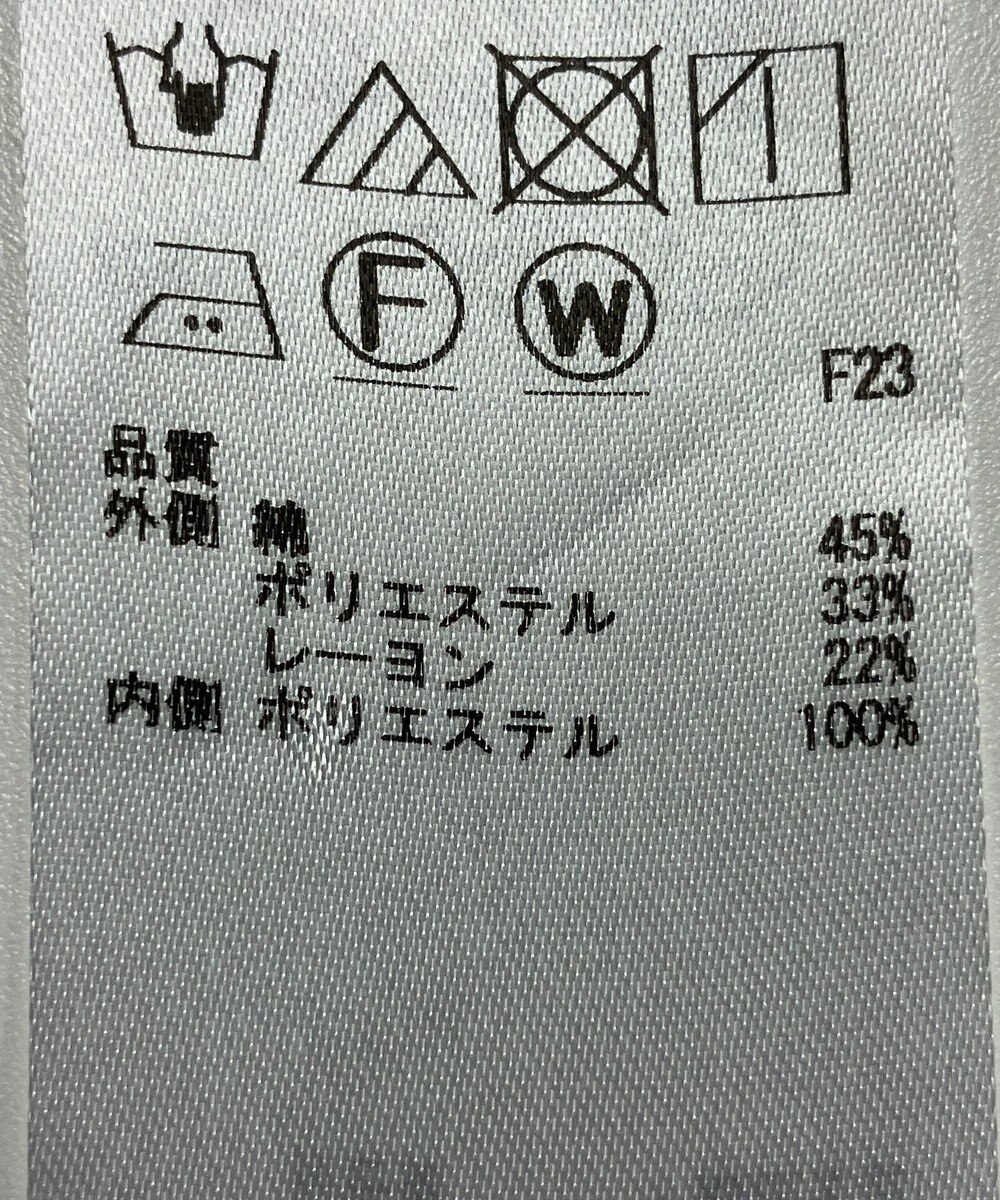 F W
F23
品質
外側 綿 45%
ポリエステル 33%
レーヨン 22%
内側 ポリエステル 100%